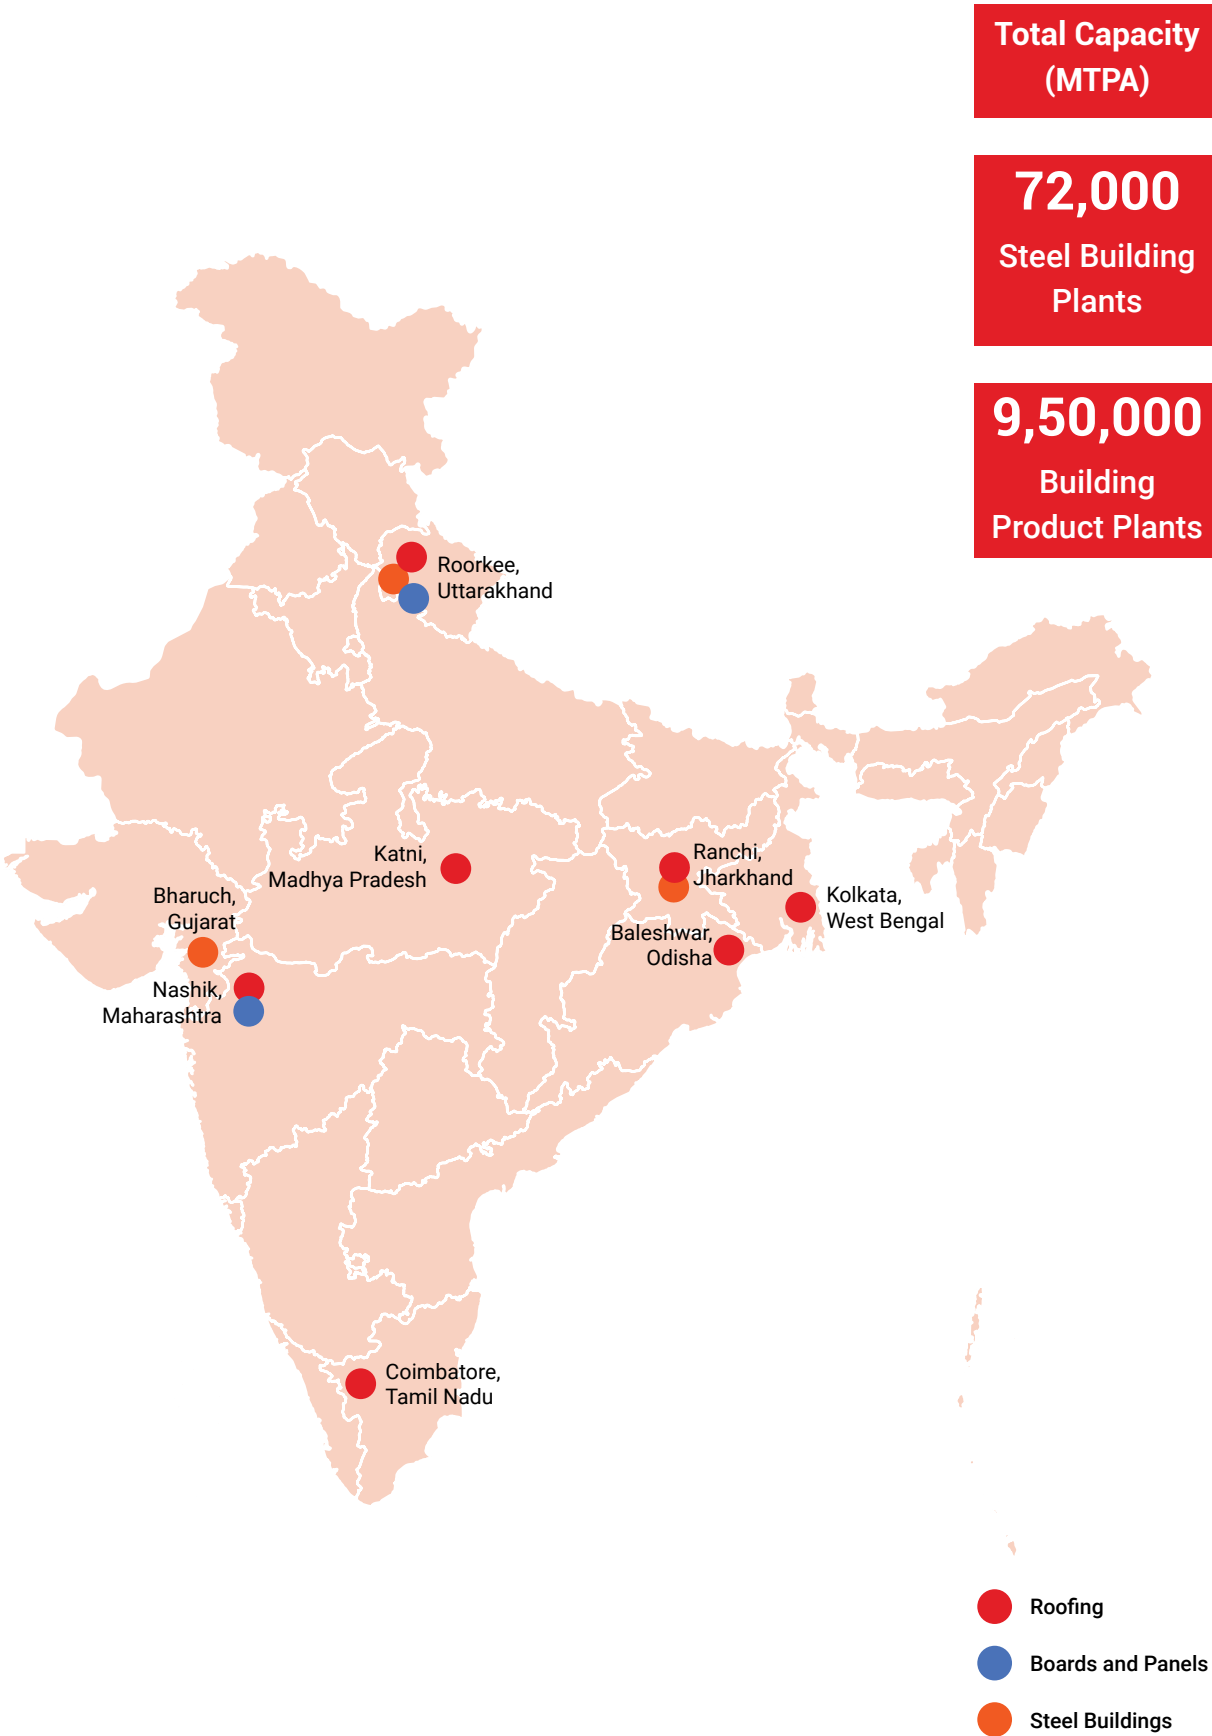 Total Capacity
(MTPA)
72,000
Steel Building
Plants
9,50,000
Building
Product Plants
Roorkee,
Uttarakhand
Katni,
Madhya Pradesh
Ranchi,
Jharkhand
Bharuch,
Gujarat
Kolkata,
West Bengal
Baleshwar,
Odisha
Nashik,
Maharashtra
Coimbatore,
Tamil Nadu
Roofing
Boards and Panels
Steel Buildings